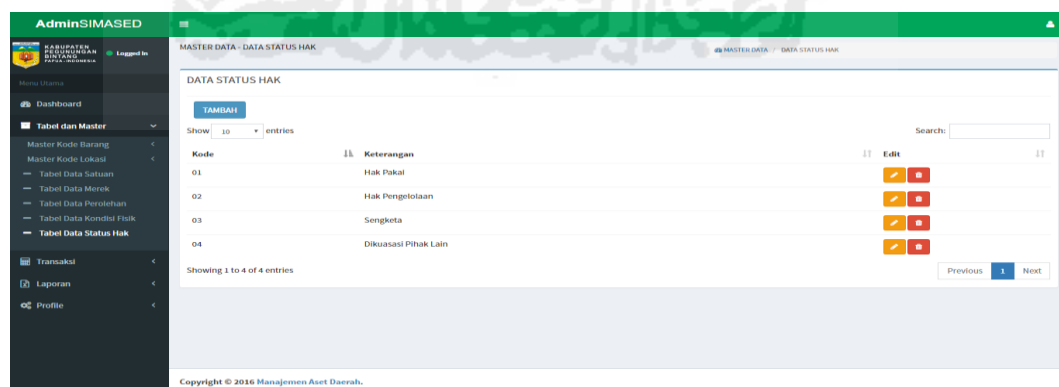 AdminSIMASED
KABUPATEN
PEGUNUNGAN
BINTANG
PAPUA-INDONESIA
Logged In
MASTER DATA - DATA STATUS HAK
MASTER DATA / DATA STATUS HAK
Menu Utama
Dashboard
Tabel dan Master
Master Kode Barang
Master Kode Lokasi
Tabel Data Satuan
Tabel Data Merek
Tabel Data Perolehan
Tabel Data Kondisi Fisik
Tabel Data Status Hak
Transaksi
Laporan
Profile
DATA STATUS HAK
TAMBAH
Show 10 entries
Search:
Kode Keterangan Edit
01 Hak Pakai
02 Hak Pengelolaan
03 Sengketa
04 Dikuasasi Pihak Lain
Showing 1 to 4 of 4 entries
Previous 1 Next
Copyright © 2016 Manajemen Aset Daerah.